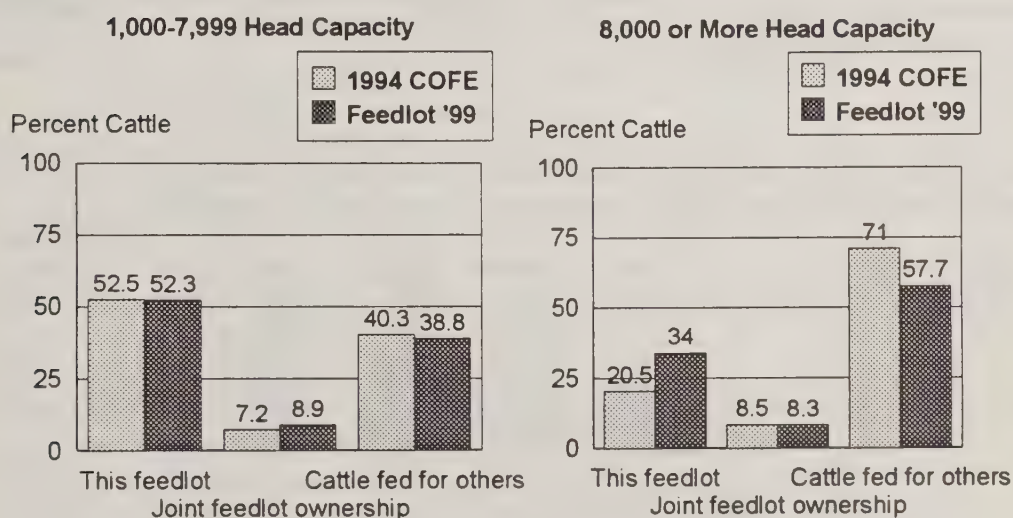 1,000-7,999 Head Capacity
1994 COFE
Feedlot '99
Percent Cattle
100
75
50
25
0
52.5
52.3
7.2
8.9
40.3
38.8
This feedlot
Cattle fed for others
Joint feedlot ownership
8,000 or More Head Capacity
1994 COFE
Feedlot '99
Percent Cattle
100
75
50
25
0
20.5
34
8.5
8.3
71
57.7
This feedlot
Cattle fed for others
Joint feedlot ownership